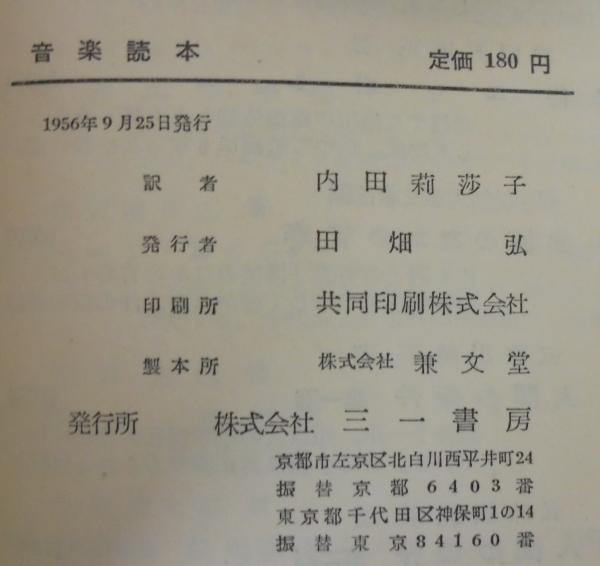 音楽読本 定価 180 円
1956年9月25日発行
訳者 内田莉莎子
発行者 田畑弘
印刷所 共同印刷株式会社
製本所 株式会社 兼文堂
発行所 株式会社 三一書房
京都市左京区北白川西平井町24
振替京都6403番
東京都千代田区神保町1の14
振替東京84160番